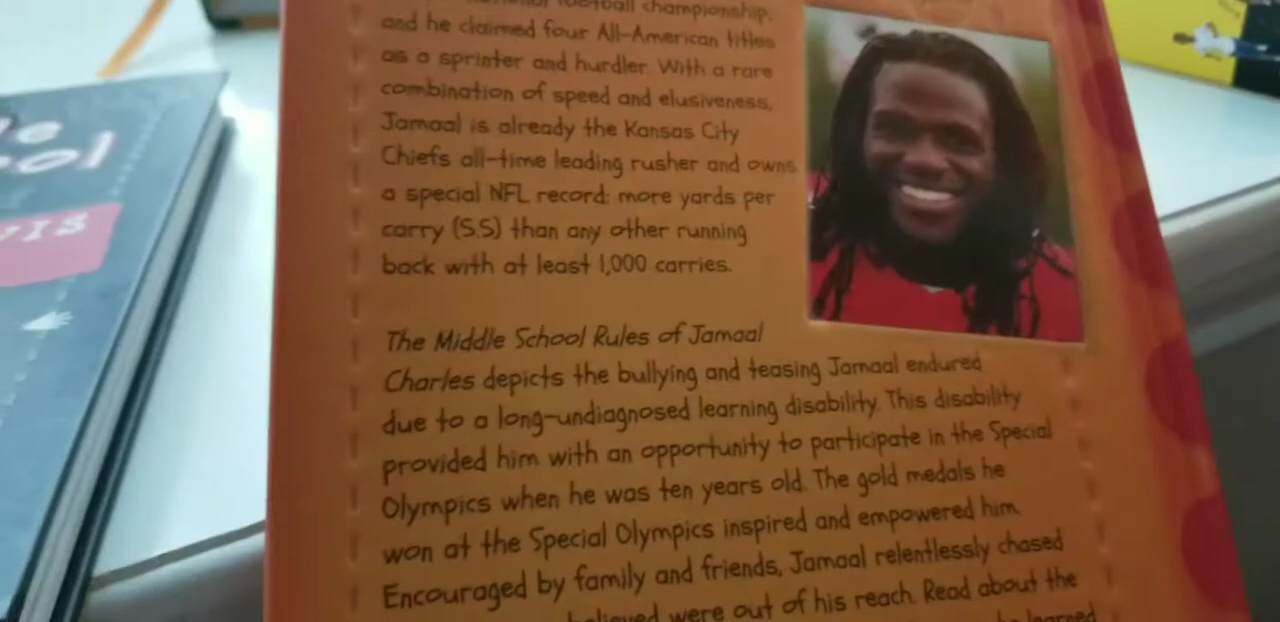 football championship,
and he claimed four All-American titles
as a sprinter and hurdler. With a rare
combination of speed and elusiveness,
Jamaal is already the Kansas City
Chiefs all-time leading rusher and owns
a special NFL record: more yards per
carry (5.5) than any other running
back with at least 1,000 carries.
The Middle School Rules of Jamaal
Charles depicts the bullying and teasing Jamaal endured
due to a long-undiagnosed learning disability. This disability
provided him with an opportunity to participate in the Special
Olympics when he was ten years old. The gold medals he
won at the Special Olympics inspired and empowered him.
Encouraged by family and friends, Jamaal relentlessly chased
believed were out of his reach. Read about the
learned